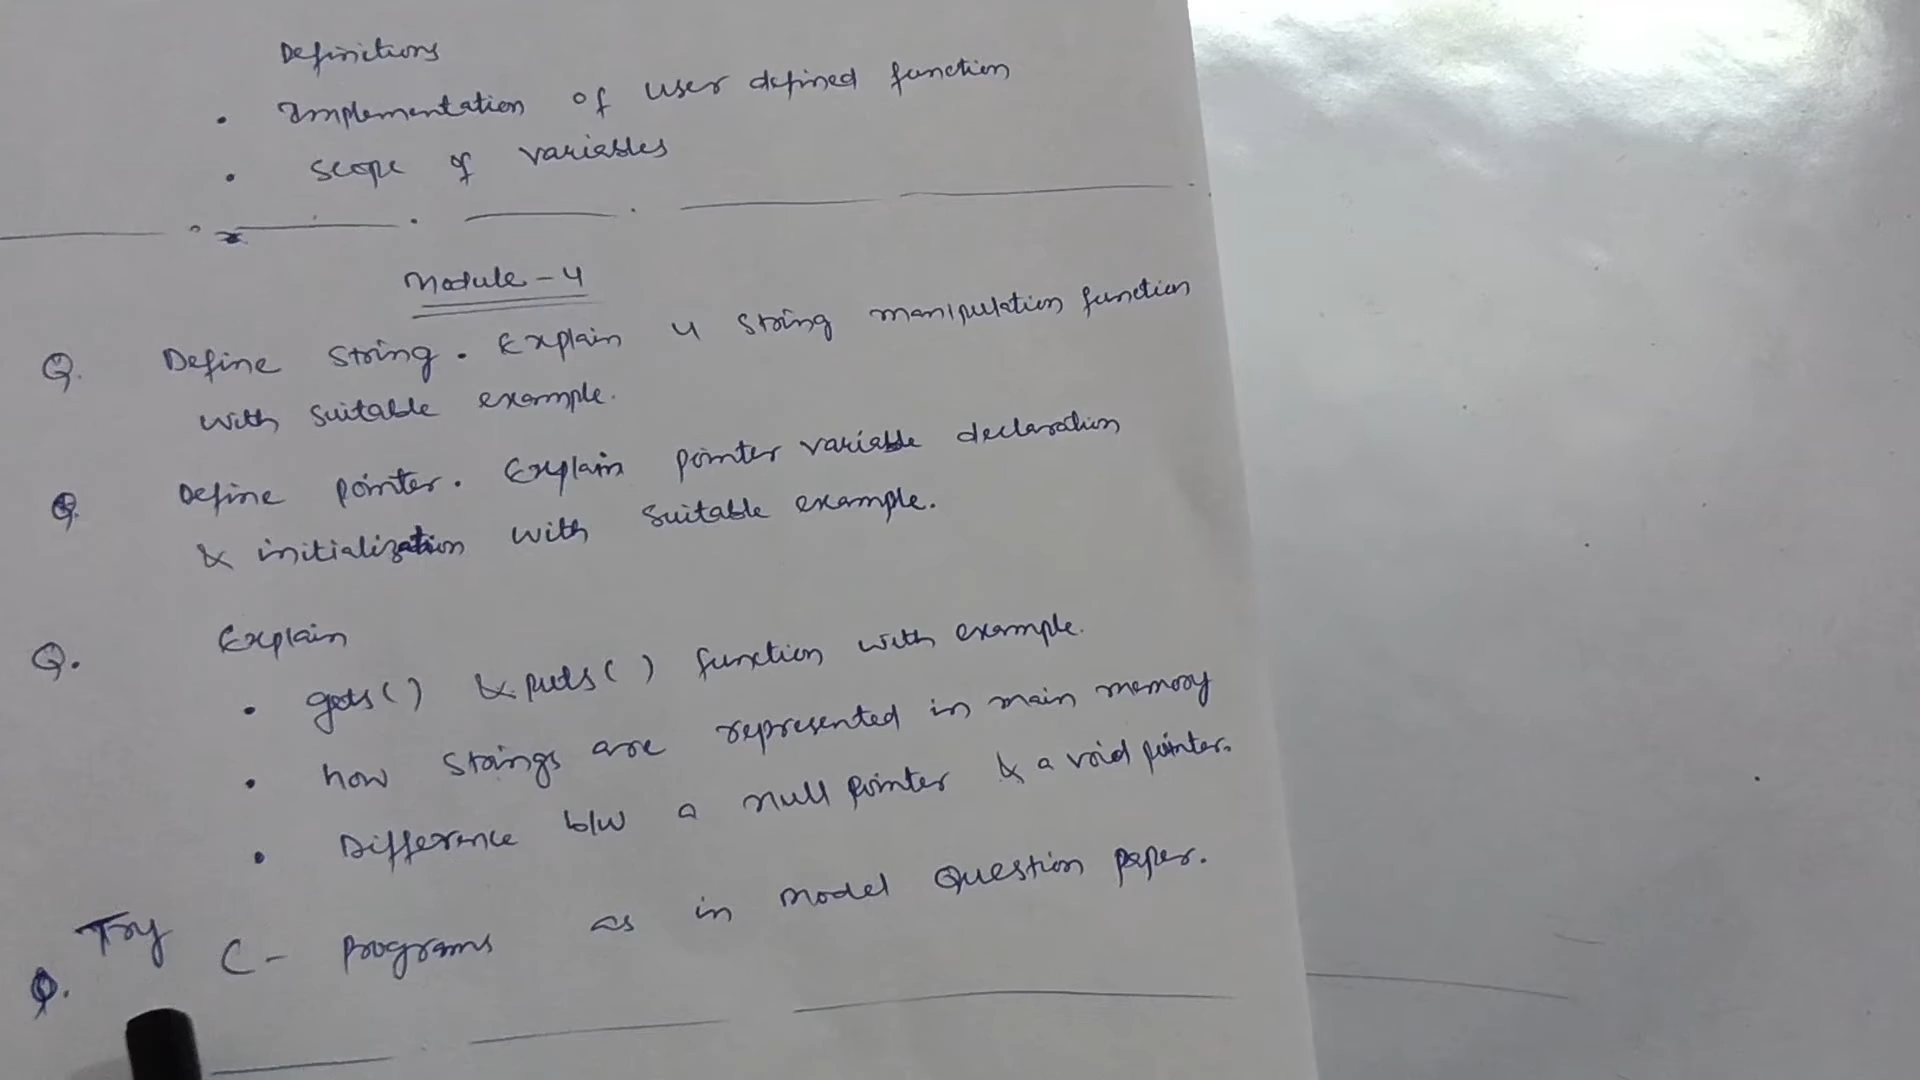 Definitions
• Implementation of user defined function
• scope of variables
Module - 4
Q. Define string. Explain 4 string manipulation function
with suitable example.
Q. Define pointer. Explain pointer variable declaration
& initialization with suitable example.
Q. Explain
• gets() & puts() function with example.
• how strings are represented in main memory
• Difference b/w a null pointer & a void pointer.
Try
Q. C - programs as in model question paper.